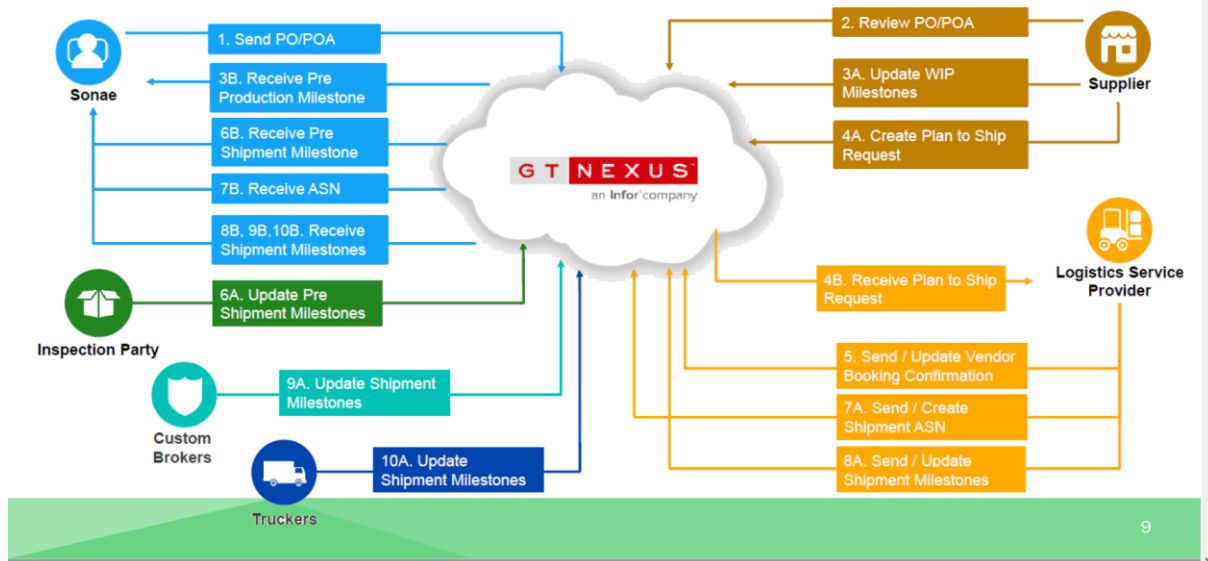 1. Send PO/POA
3B. Receive Pre
Production Milestone
Sonae
6B. Receive Pre
Shipment Milestone
7B. Receive ASN
8B, 9B,10B. Receive
Shipment Milestones
2. Review PO/POA
3A. Update WIP
Milestones
Supplier
4A. Create Plan to Ship
Request
GT NEXUS
an Infor company
4B. Receive Plan to Ship
Request
Logistics Service
Provider
6A. Update Pre
Shipment Milestones
Inspection Party
5. Send / Update Vendor
Booking Confirmation
9A. Update Shipment
Milestones
7A. Send / Create
Shipment ASN
Custom
Brokers
10A. Update
Shipment Milestones
8A. Send / Update
Shipment Milestones
Truckers
9